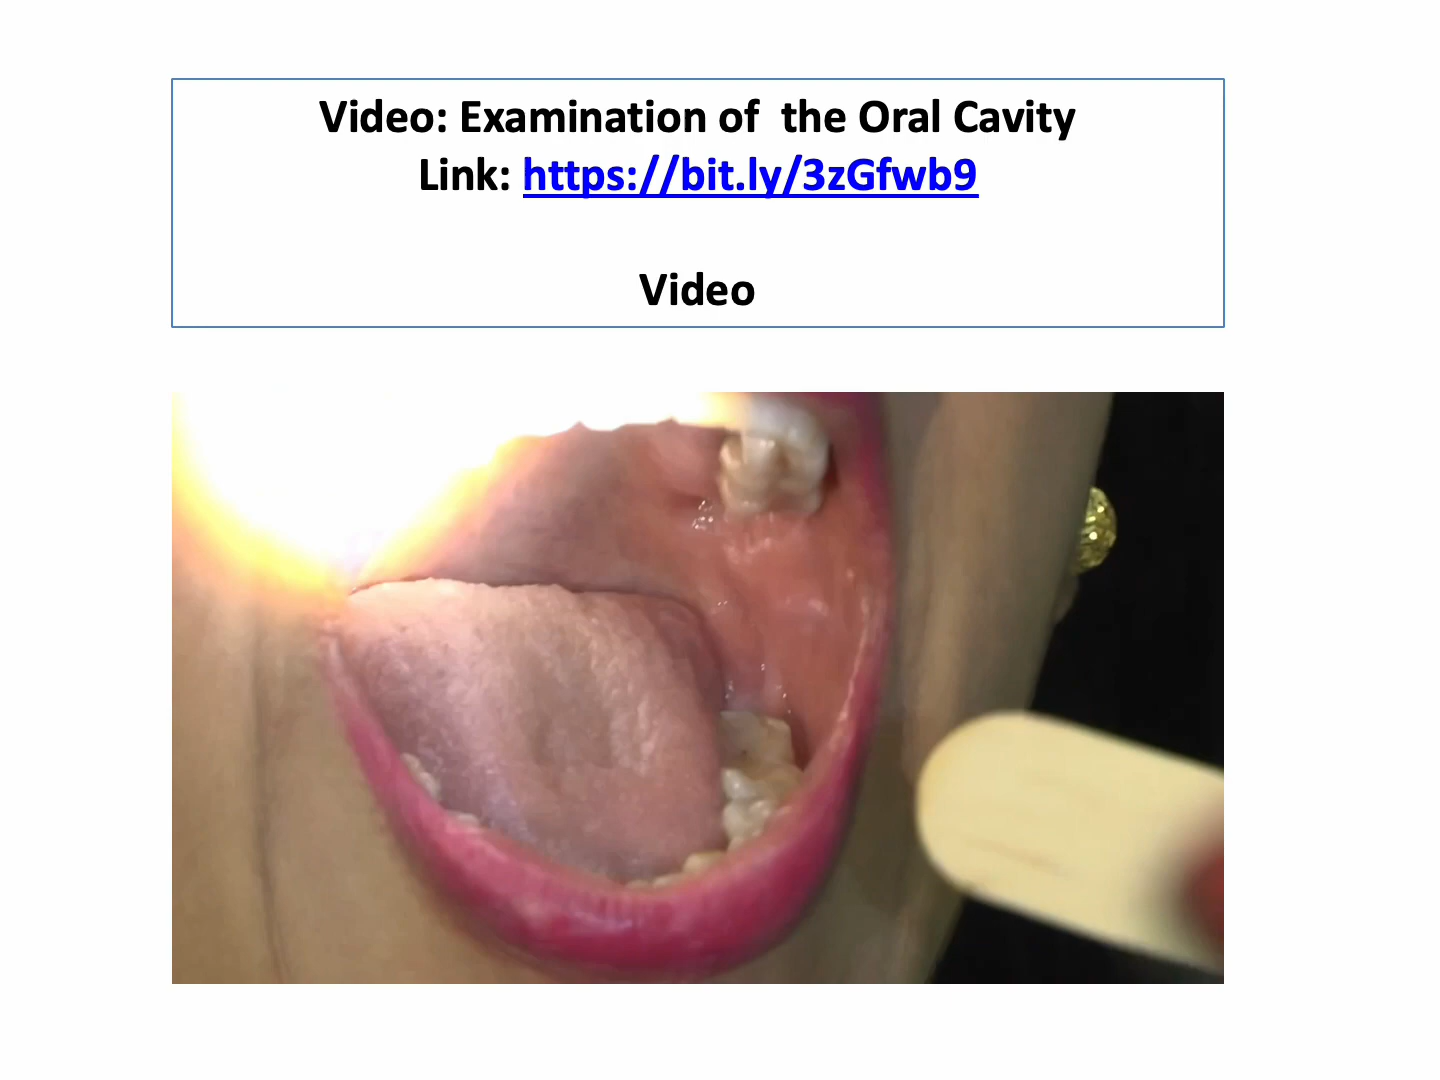 Video: Examination of  the Oral Cavity
Link: https://bit.ly/3zGfwb9
Video